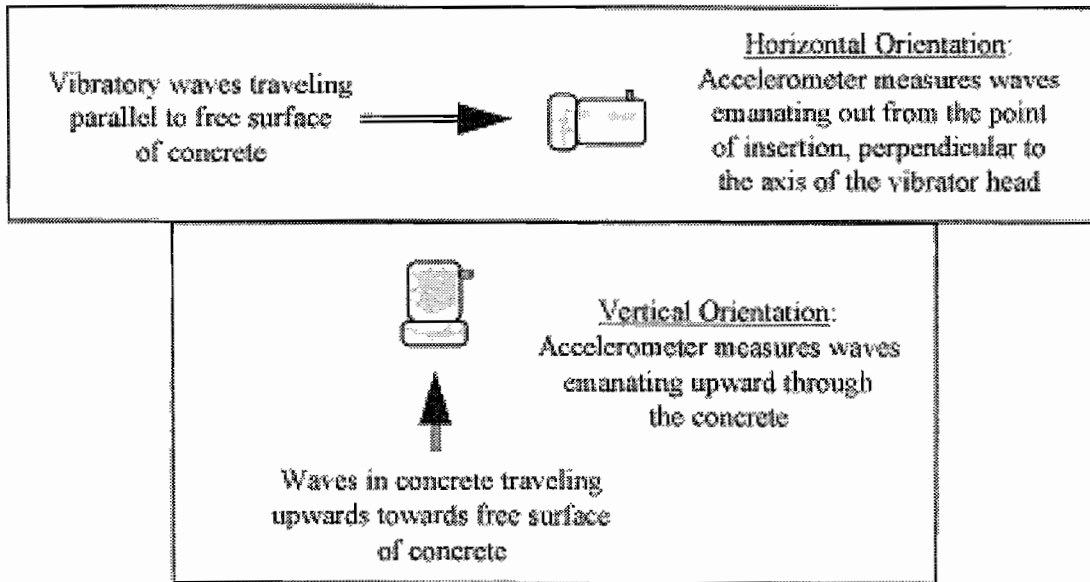 Vibratory waves traveling
parallel to free surface
of concrete
Horizontal Orientation:
Accelerometer measures waves
emanating out from the point
of insertion, perpendicular to
the axis of the vibrator head
Vertical Orientation:
Accelerometer measures waves
emanating upward through
the concrete
Waves in concrete traveling
upwards towards free surface
of concrete